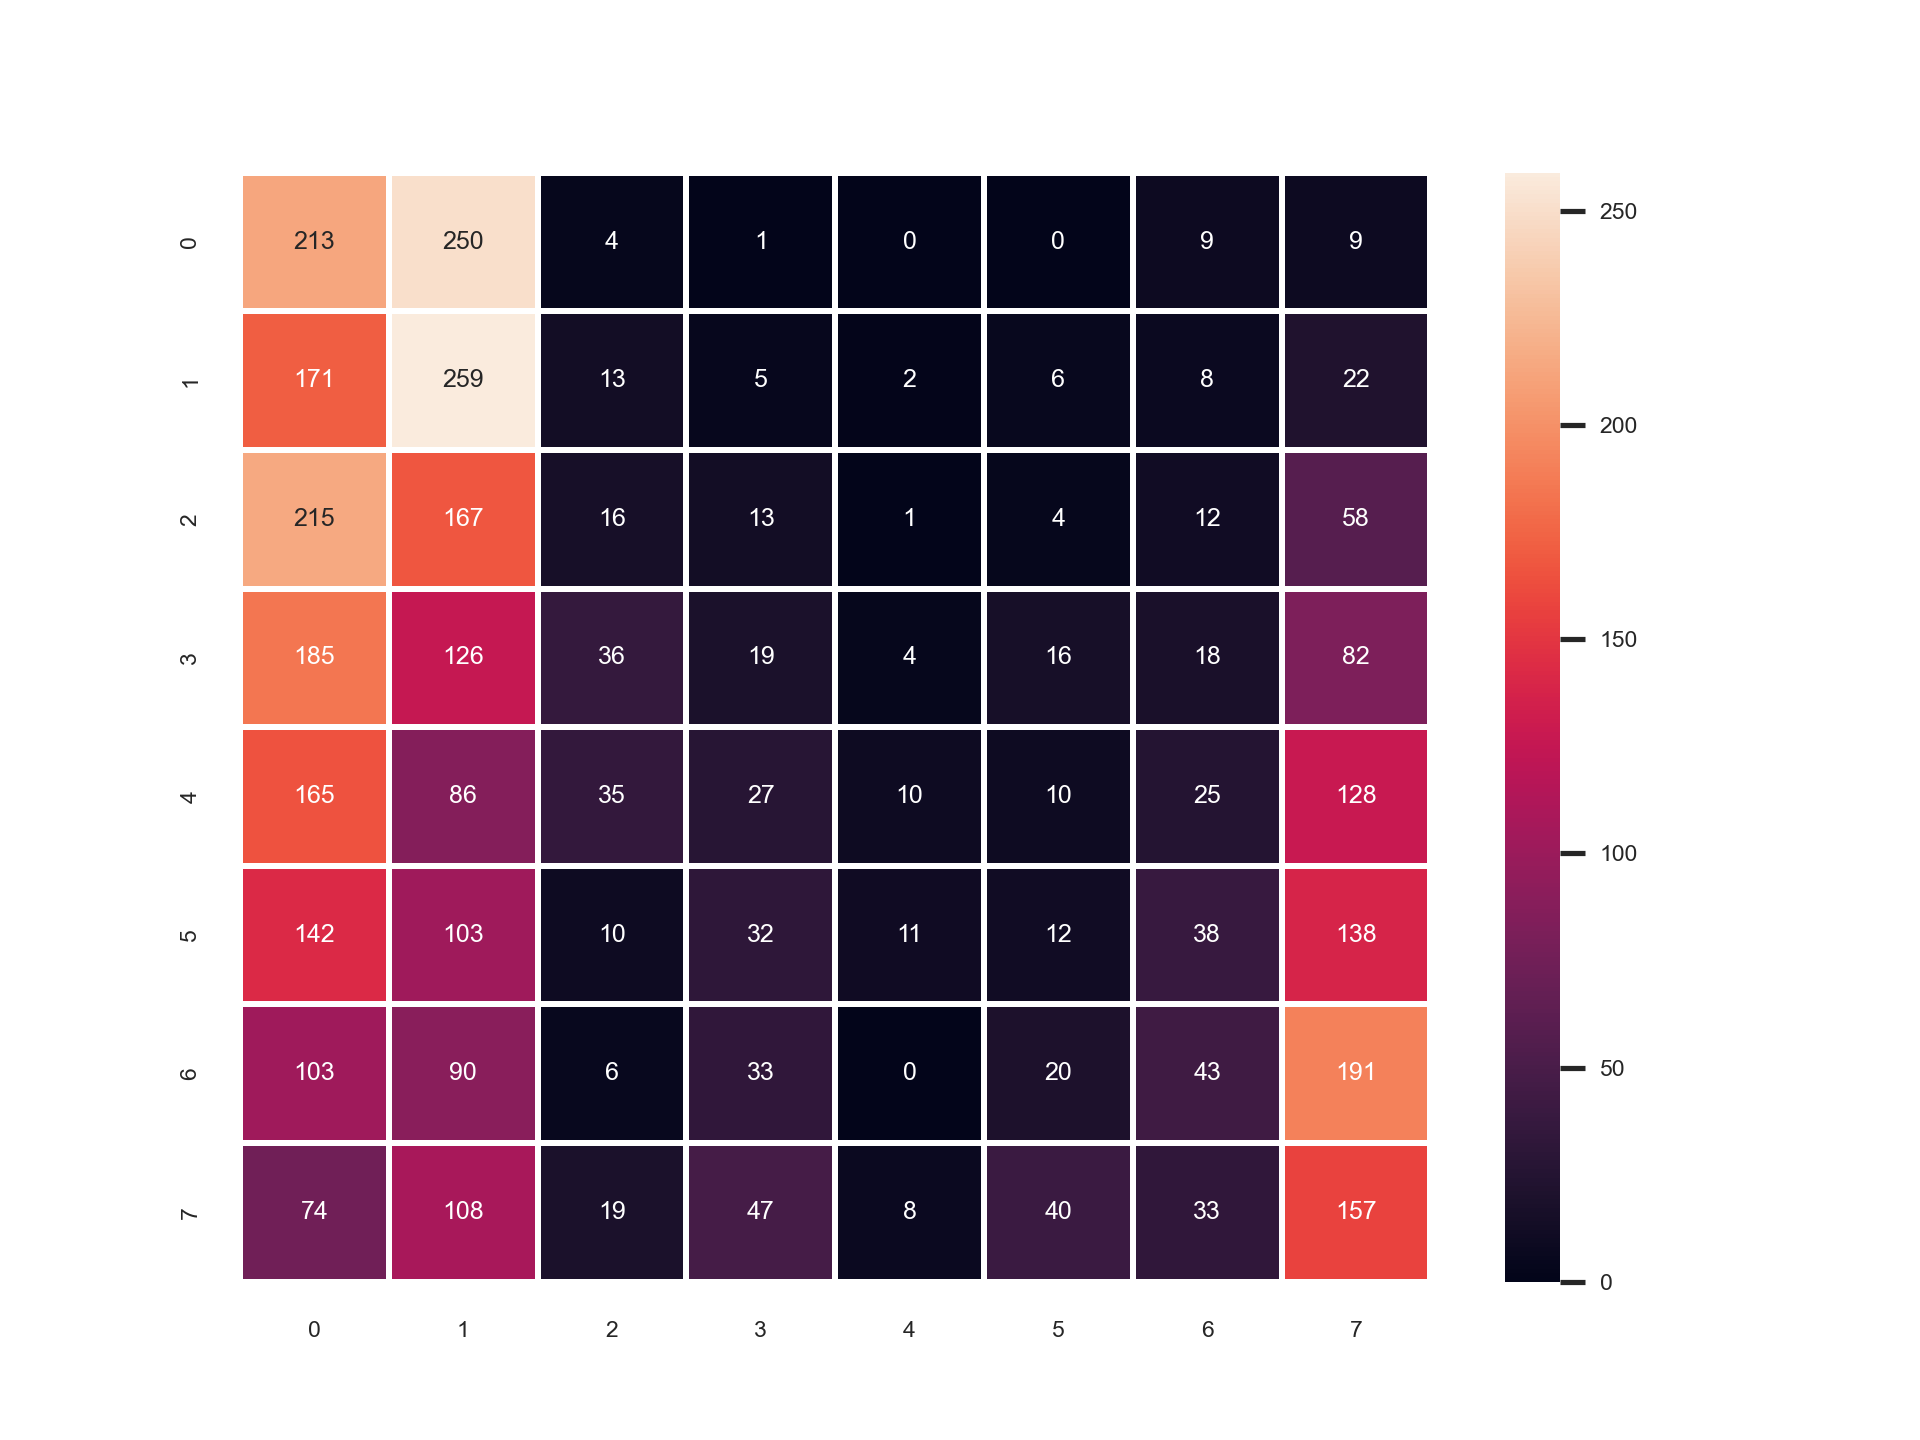 0 213 250 4 1 0 0 9 9
1 171 259 13 5 2 6 8 22
2 215 167 16 13 1 4 12 58
3 185 126 36 19 4 16 18 82
4 165 86 35 27 10 10 25 128
5 142 103 10 32 11 12 38 138
6 103 90 6 33 0 20 43 191
7 74 108 19 47 8 40 33 157
0 1 2 3 4 5 6 7
250
200
150
100
50
0